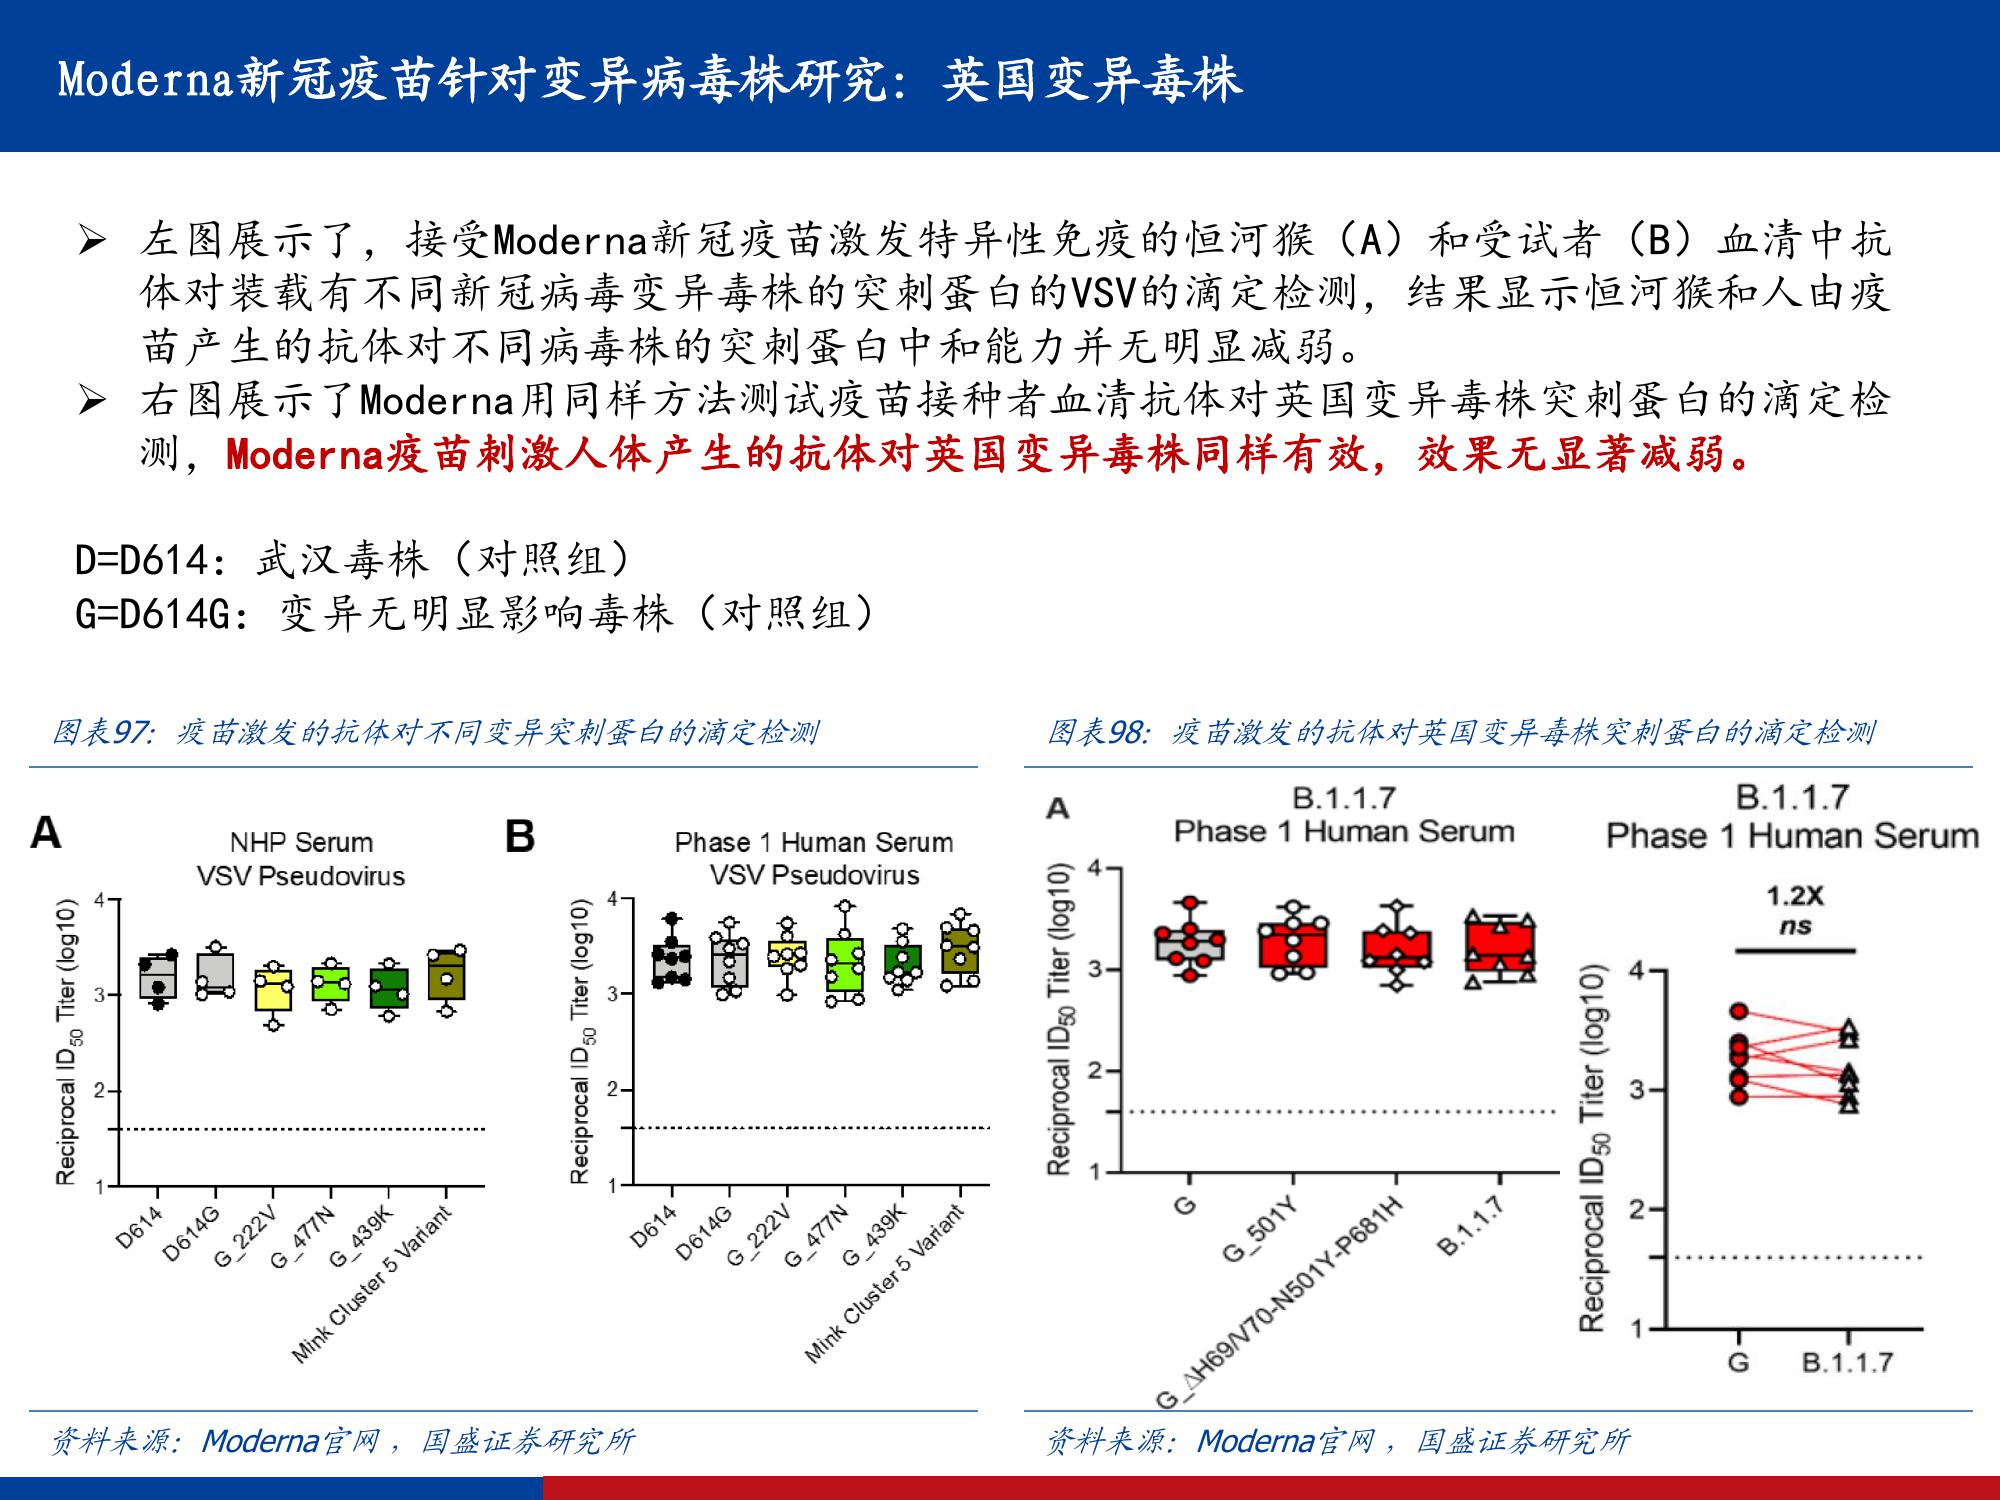 Moderna新冠疫苗针对变异病毒株研究：英国变异毒株
➢ 左图展示了，接受Moderna新冠疫苗激发特异性免疫的恒河猴（A）和受试者（B）血清中抗
体对装载有不同新冠病毒变异毒株的突刺蛋白的VSV的滴定检测，结果显示恒河猴和人由疫
苗产生的抗体对不同病毒株的突刺蛋白中和能力并无明显减弱。
➢ 右图展示了Moderna用同样方法测试疫苗接种者血清抗体对英国变异毒株突刺蛋白的滴定检
测，Moderna疫苗刺激人体产生的抗体对英国变异毒株同样有效，效果无显著减弱。
D=D614：武汉毒株（对照组）
G=D614G：变异无明显影响毒株（对照组）
图表97：疫苗激发的抗体对不同变异突刺蛋白的滴定检测
A
NHP Serum
VSV Pseudovirus
Reciprocal ID50 Titer (log10)
4
3
2
1
D614
D614G
G_222V
G_477N
G_439K
Mink Cluster 5 Variant
B
Phase 1 Human Serum
VSV Pseudovirus
Reciprocal ID50 Titer (log10)
4
3
2
1
D614
D614G
G_222V
G_477N
G_439K
Mink Cluster 5 Variant
资料来源：Moderna官网，国盛证券研究所
图表98：疫苗激发的抗体对英国变异毒株突刺蛋白的滴定检测
A
B.1.1.7
Phase 1 Human Serum
Reciprocal ID50 Titer (log10)
4
3
2
1
G
G_501Y
G_ΔH69/V70-N501Y-P681H
B.1.1.7
B.1.1.7
Phase 1 Human Serum
1.2X
ns
Reciprocal ID50 Titer (log10)
4
3
2
1
G
B.1.1.7
资料来源：Moderna官网，国盛证券研究所